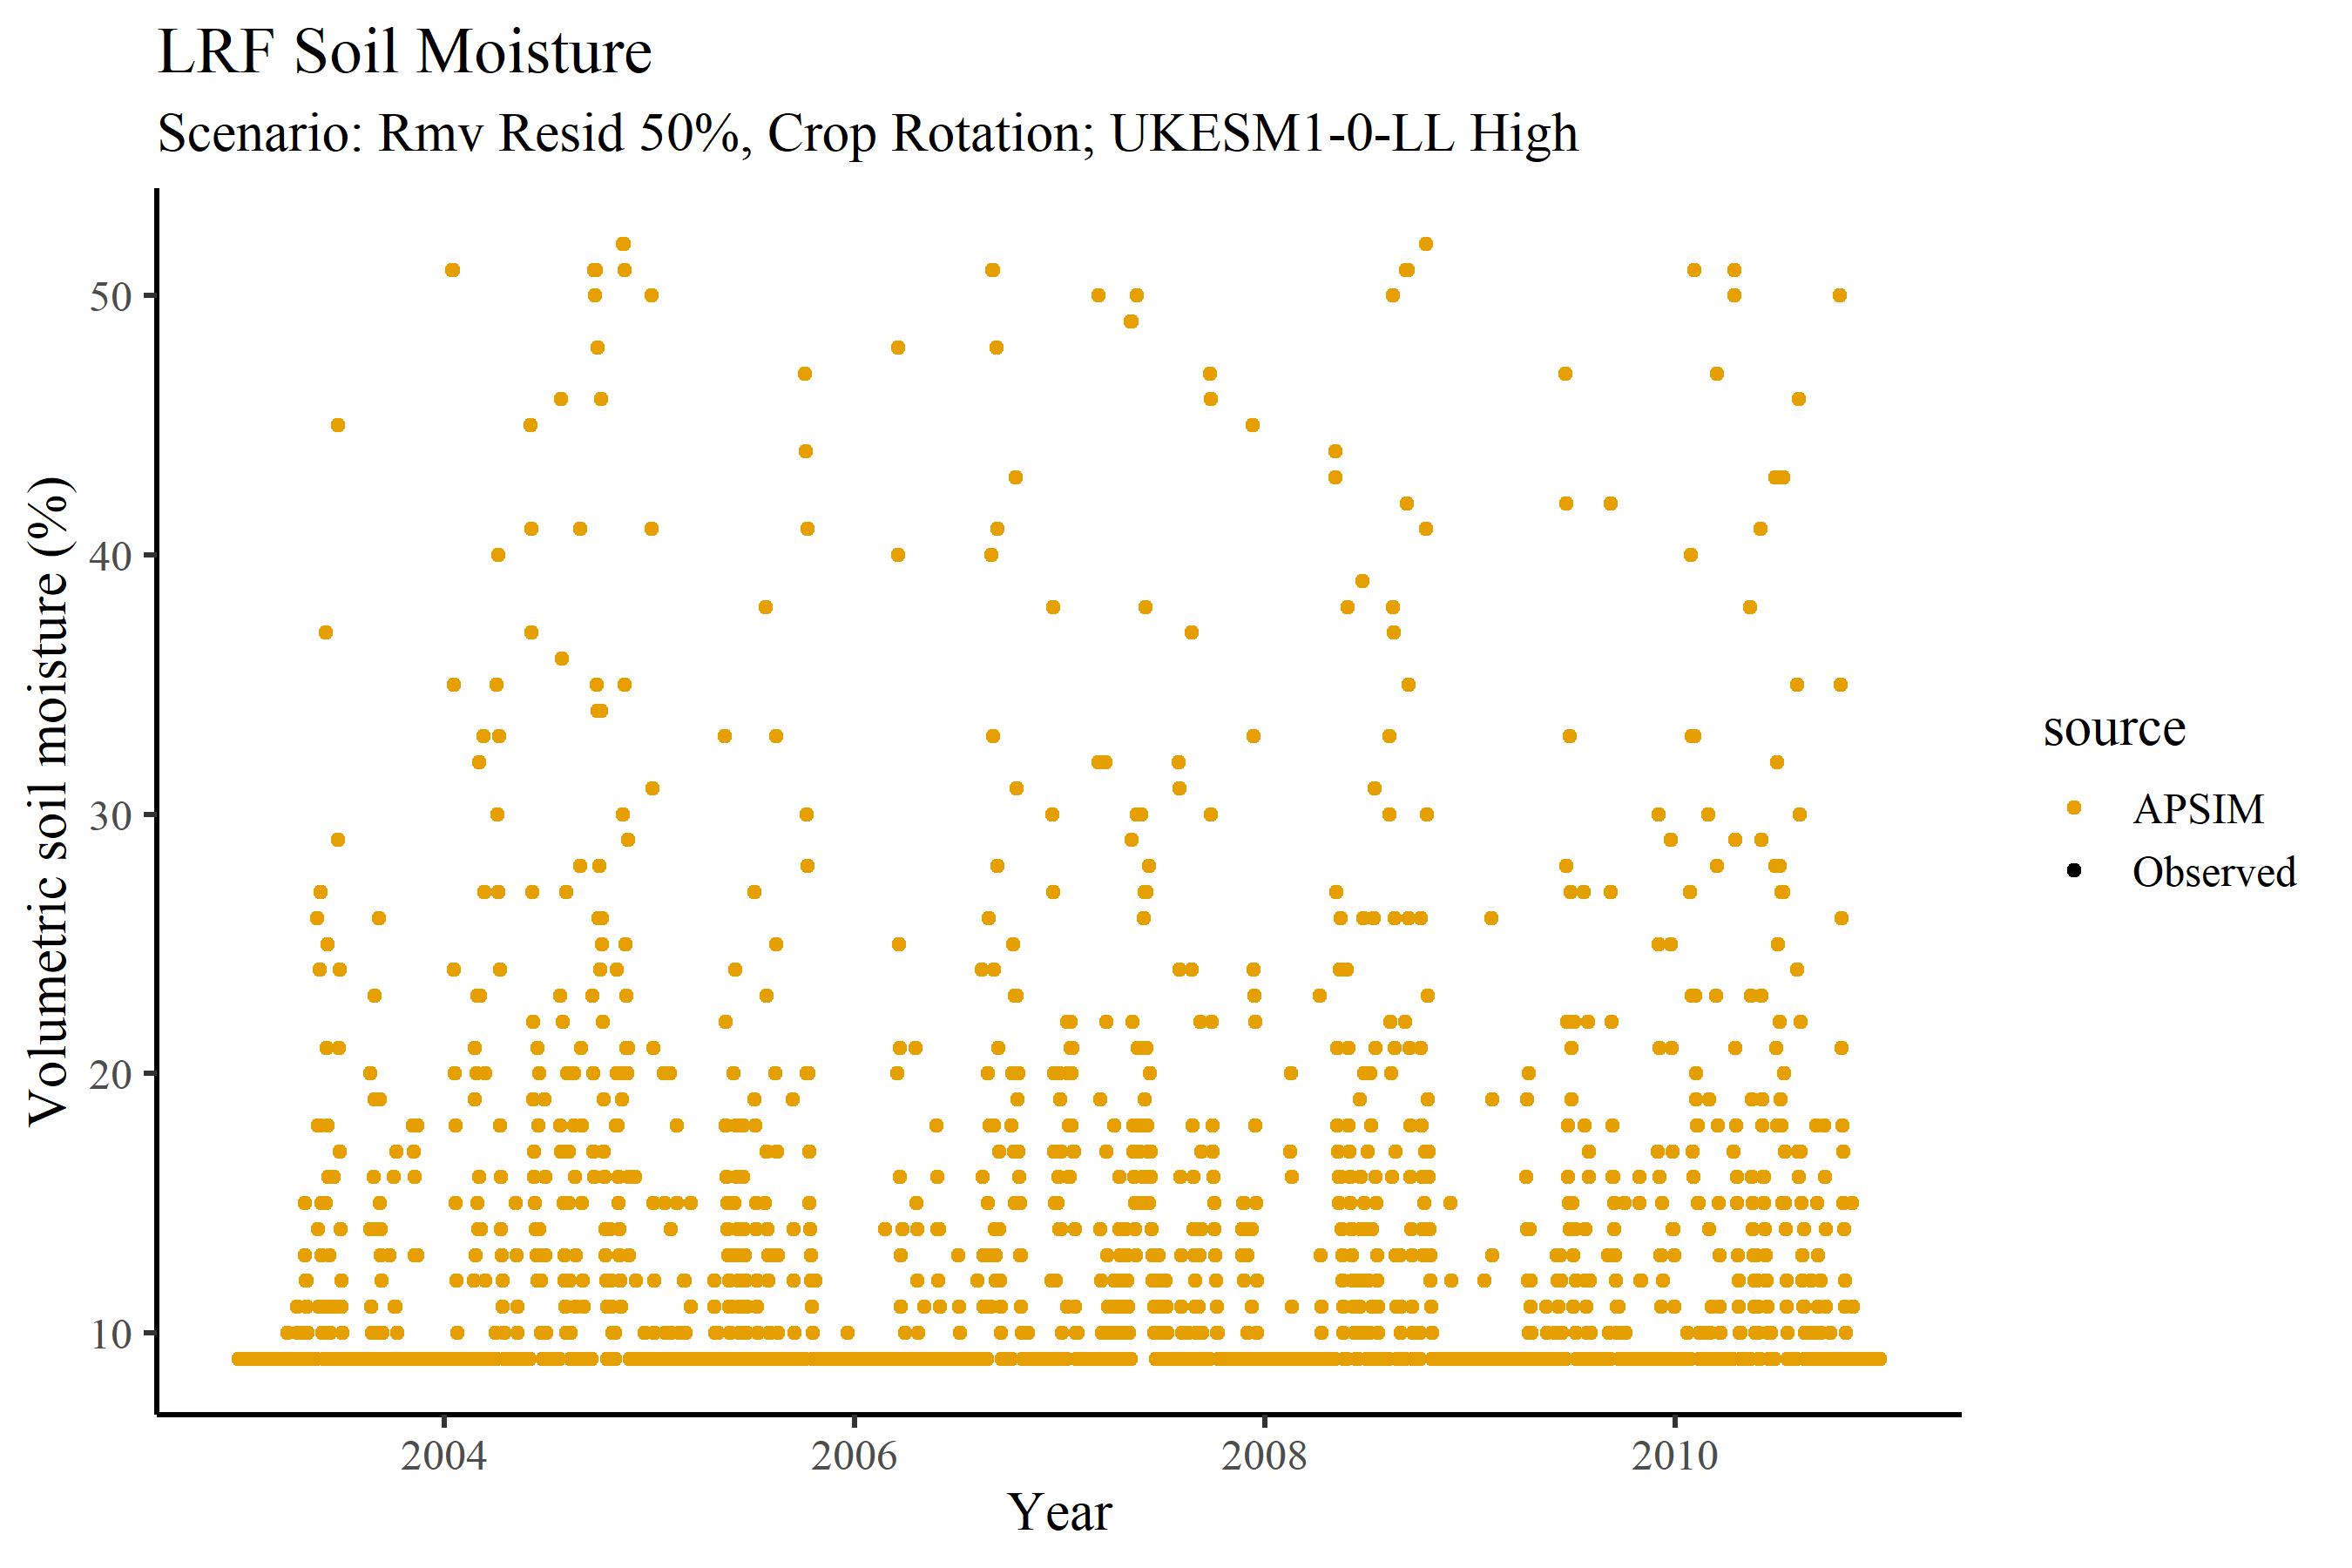 LRF Soil Moisture
Scenario: Rmv Resid 50%, Crop Rotation; UKESM1-0-LL High
Volumetric soil moisture (%)
50
40
30
20
10
2004
2006
2008
2010
Year
source
APSIM
Observed